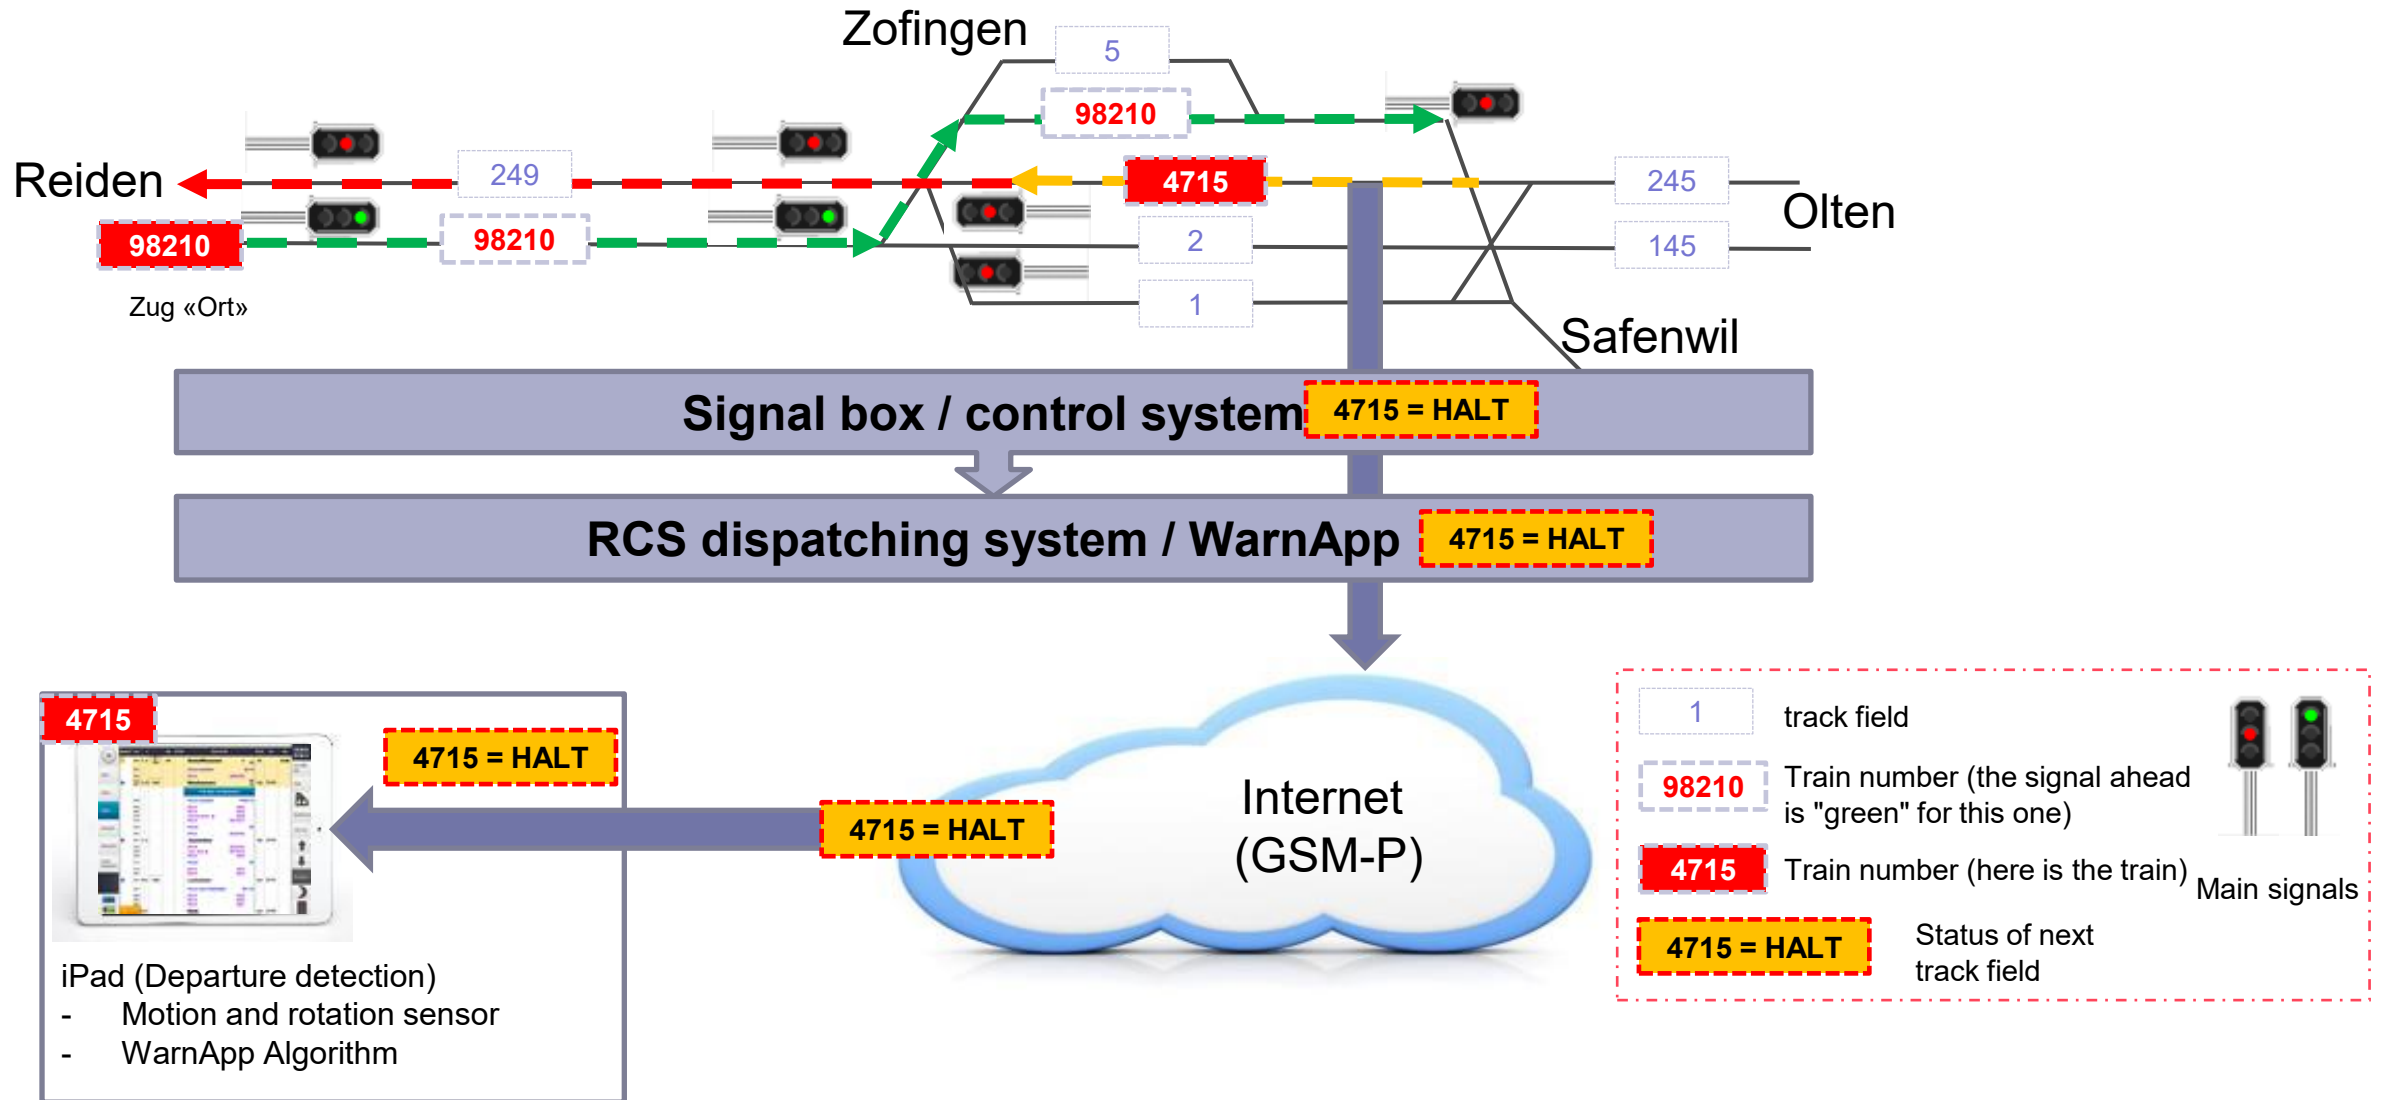 Zofingen
5
98210
Reiden
249
4715
245
Olten
98210
98210
2
145
Zug «Ort»
1
Safenwil
Signal box / control system
4715 = HALT
RCS dispatching system / WarnApp
4715 = HALT
4715
4715 = HALT
4715 = HALT
Internet
(GSM-P)
iPad (Departure detection)
- Motion and rotation sensor
- WarnApp Algorithm
1
track field
98210
Train number (the signal ahead
is "green" for this one)
4715
Train number (here is the train)
Main signals
4715 = HALT
Status of next
track field